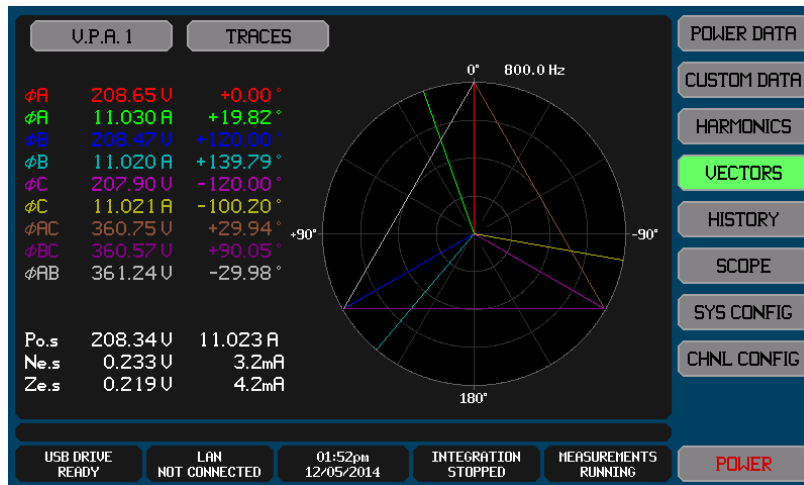 V.P.A. 1 TRACES
0° 800.0 Hz
φA 208.65 V +0.00°
φA 11.030 A +19.82°
φB 208.47 V +120.00°
φB 11.020 A +139.79°
φC 207.90 V -120.00°
φC 11.021 A -100.20°
φAC 360.75 V +29.94°
φBC 360.57 V +90.05°
φAB 361.24 V -29.98°
+90° -90°
Po.s 208.34 V 11.023 A
Ne.s 0.233 V 3.2mA
Ze.s 0.219 V 4.2mA
180°
POWER DATA
CUSTOM DATA
HARMONICS
VECTORS
HISTORY
SCOPE
SYS CONFIG
CHNL CONFIG
USB DRIVE
READY
LAN
NOT CONNECTED
01:52pm
12/05/2014
INTEGRATION
STOPPED
MEASUREMENTS
RUNNING
POWER